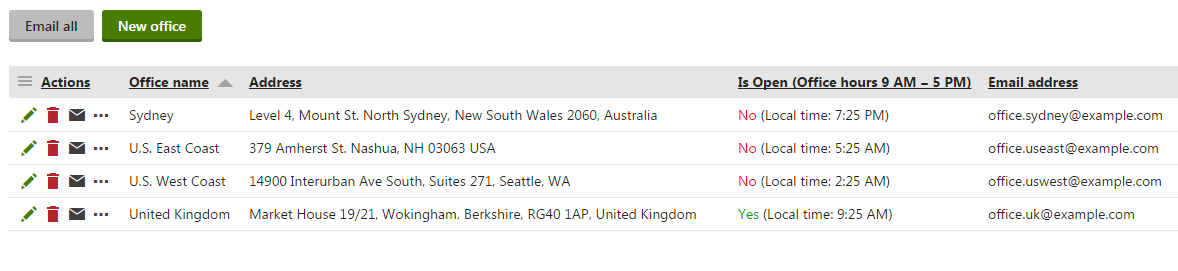 Email all New office
Actions Office name Address Is Open (Office hours 9 AM – 5 PM) Email address
Sydney Level 4, Mount St. North Sydney, New South Wales 2060, Australia No (Local time: 7:25 PM) office.sydney@example.com
U.S. East Coast 379 Amherst St. Nashua, NH 03063 USA No (Local time: 5:25 AM) office.useast@example.com
U.S. West Coast 14900 Interurban Ave South, Suites 271, Seattle, WA No (Local time: 2:25 AM) office.uswest@example.com
United Kingdom Market House 19/21, Wokingham, Berkshire, RG40 1AP, United Kingdom Yes (Local time: 9:25 AM) office.uk@example.com